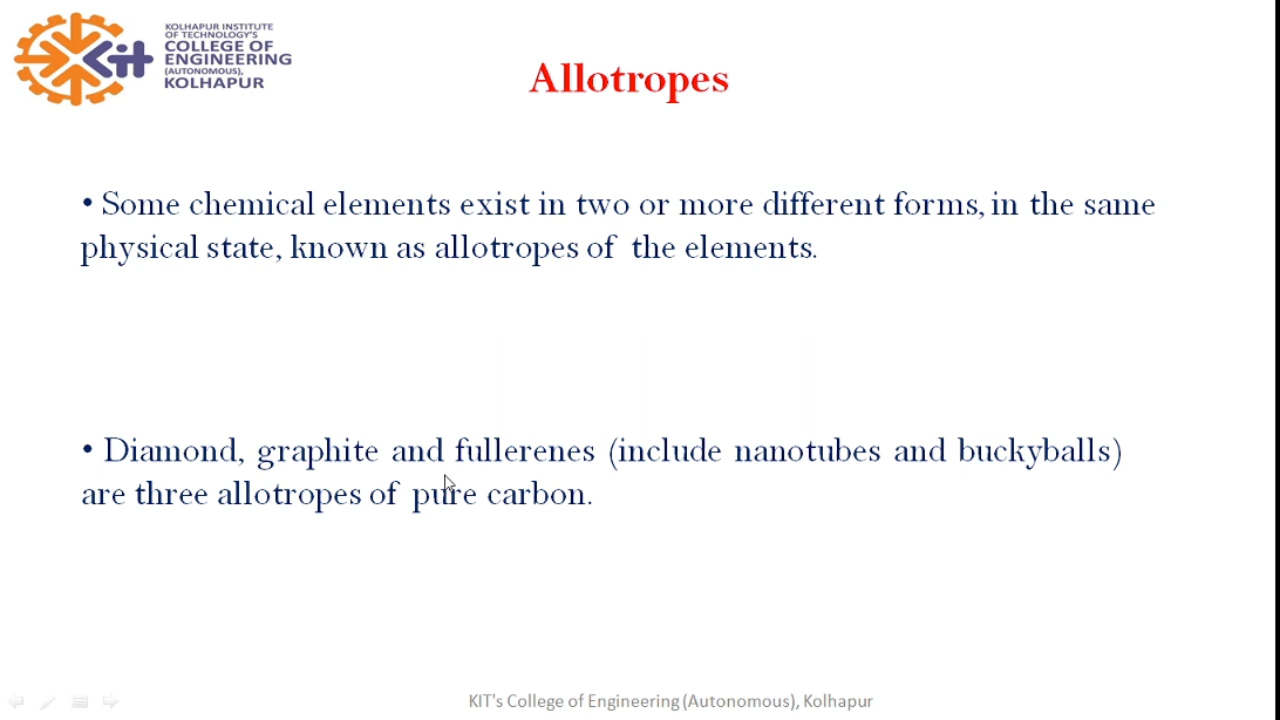 KOLHAPUR INSTITUTE
OF TECHNOLOGY'S
COLLEGE OF
ENGINEERING
(AUTONOMOUS),
KOLHAPUR
Kit
Allotropes
• Some chemical elements exist in two or more different forms, in the same
physical state, known as allotropes of the elements.
• Diamond, graphite and fullerenes (include nanotubes and buckyballs)
are three allotropes of pure carbon.
KIT's College of Engineering (Autonomous), Kolhapur